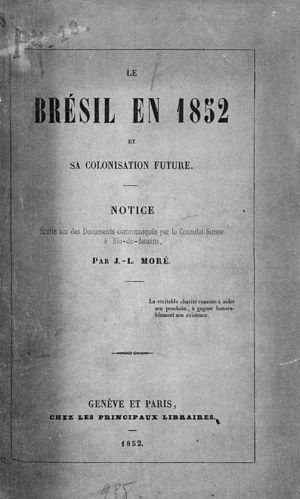 LE
BRÉSIL EN 1852
ET
SA COLONISATION FUTURE.
NOTICE
Écrite sur des Documents communiqués par le Consulat Suisse
à Rio-de-Janeiro,
PAR J.-L. MORÉ.
La véritable charité consiste à aider
son prochain, à gagner honora-
blement son existence.
GENÈVE ET PARIS,
CHEZ LES PRINCIPAUX LIBRAIRES.
1852.